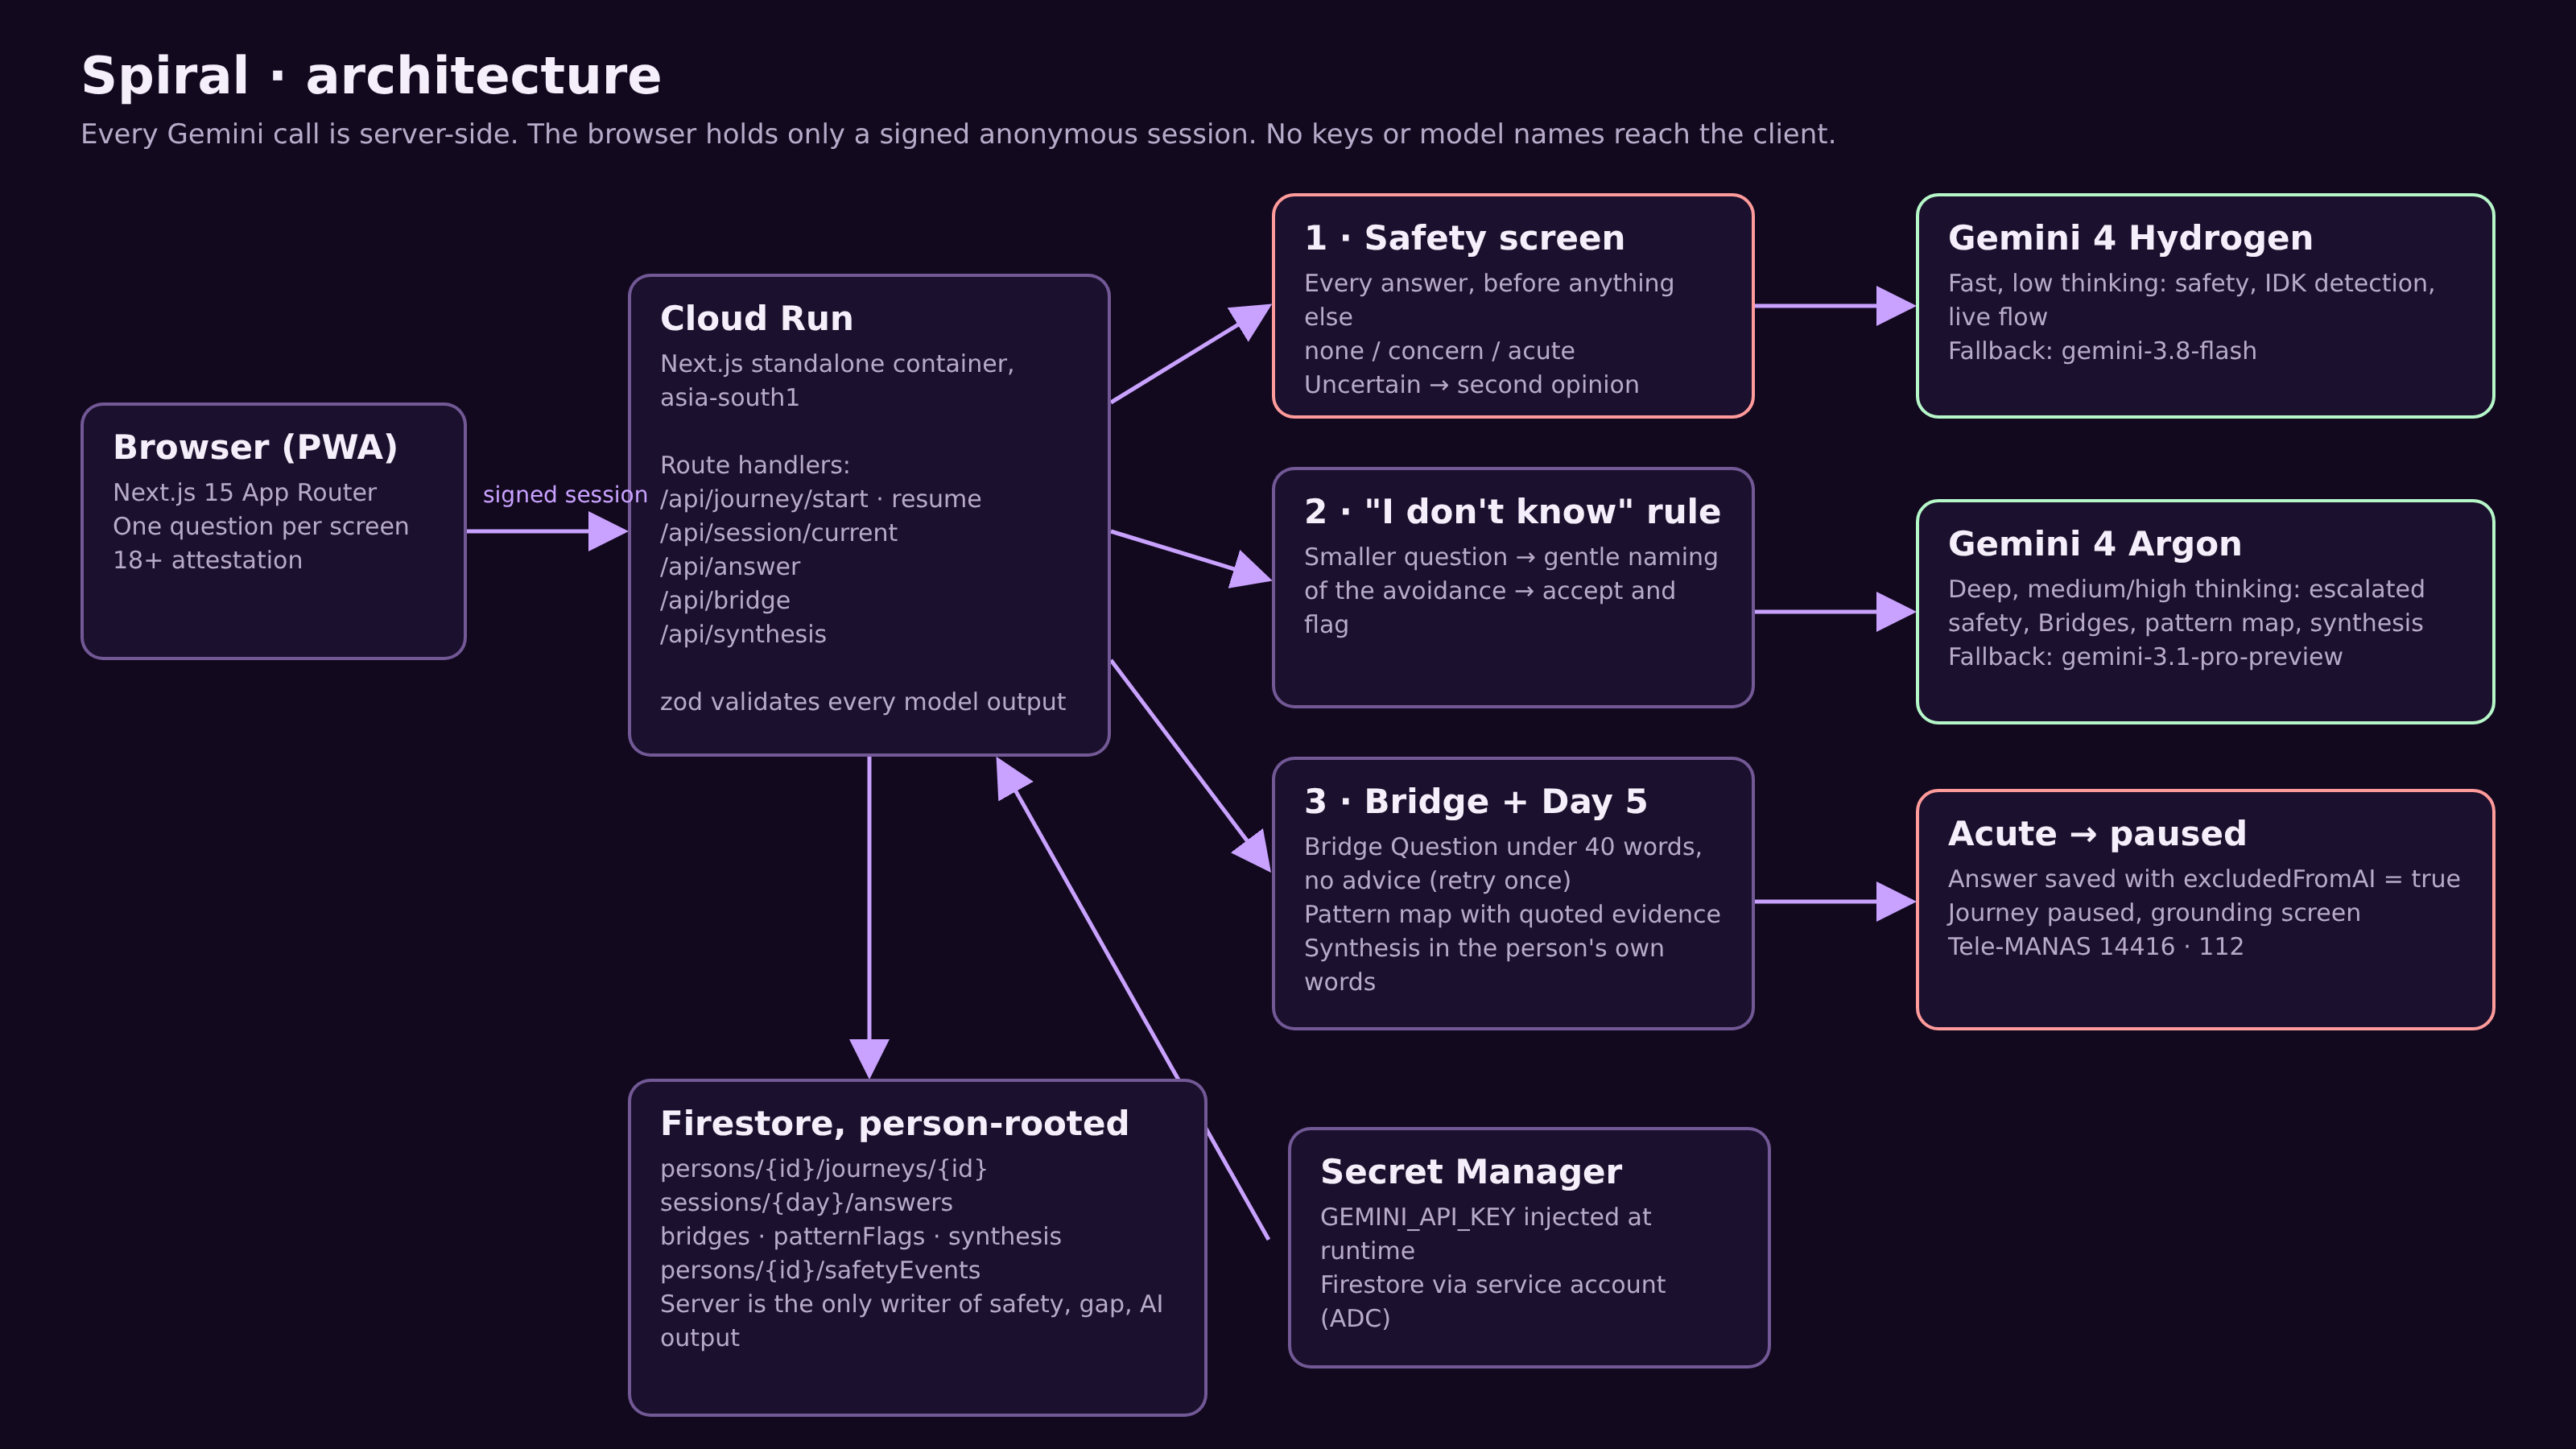 Spiral · architecture
Every Gemini call is server-side. The browser holds only a signed anonymous session. No keys or model names reach the client.
Browser (PWA)
Next.js 15 App Router
One question per screen
18+ attestation
signed session
Cloud Run
Next.js standalone container,
asia-south1
Route handlers:
/api/journey/start · resume
/api/session/current
/api/answer
/api/bridge
/api/synthesis
zod validates every model output
1 · Safety screen
Every answer, before anything
else
none / concern / acute
Uncertain → second opinion
Gemini 4 Hydrogen
Fast, low thinking: safety, IDK detection,
live flow
Fallback: gemini-3.8-flash
2 · "I don't know" rule
Smaller question → gentle naming
of the avoidance → accept and
flag
Gemini 4 Argon
Deep, medium/high thinking: escalated
safety, Bridges, pattern map, synthesis
Fallback: gemini-3.1-pro-preview
3 · Bridge + Day 5
Bridge Question under 40 words,
no advice (retry once)
Pattern map with quoted evidence
Synthesis in the person's own
words
Acute → paused
Answer saved with excludedFromAI = true
Journey paused, grounding screen
Tele-MANAS 14416 · 112
Firestore, person-rooted
persons/{id}/journeys/{id}
sessions/{day}/answers
bridges · patternFlags · synthesis
persons/{id}/safetyEvents
Server is the only writer of safety, gap, AI
output
Secret Manager
GEMINI_API_KEY injected at
runtime
Firestore via service account
(ADC)